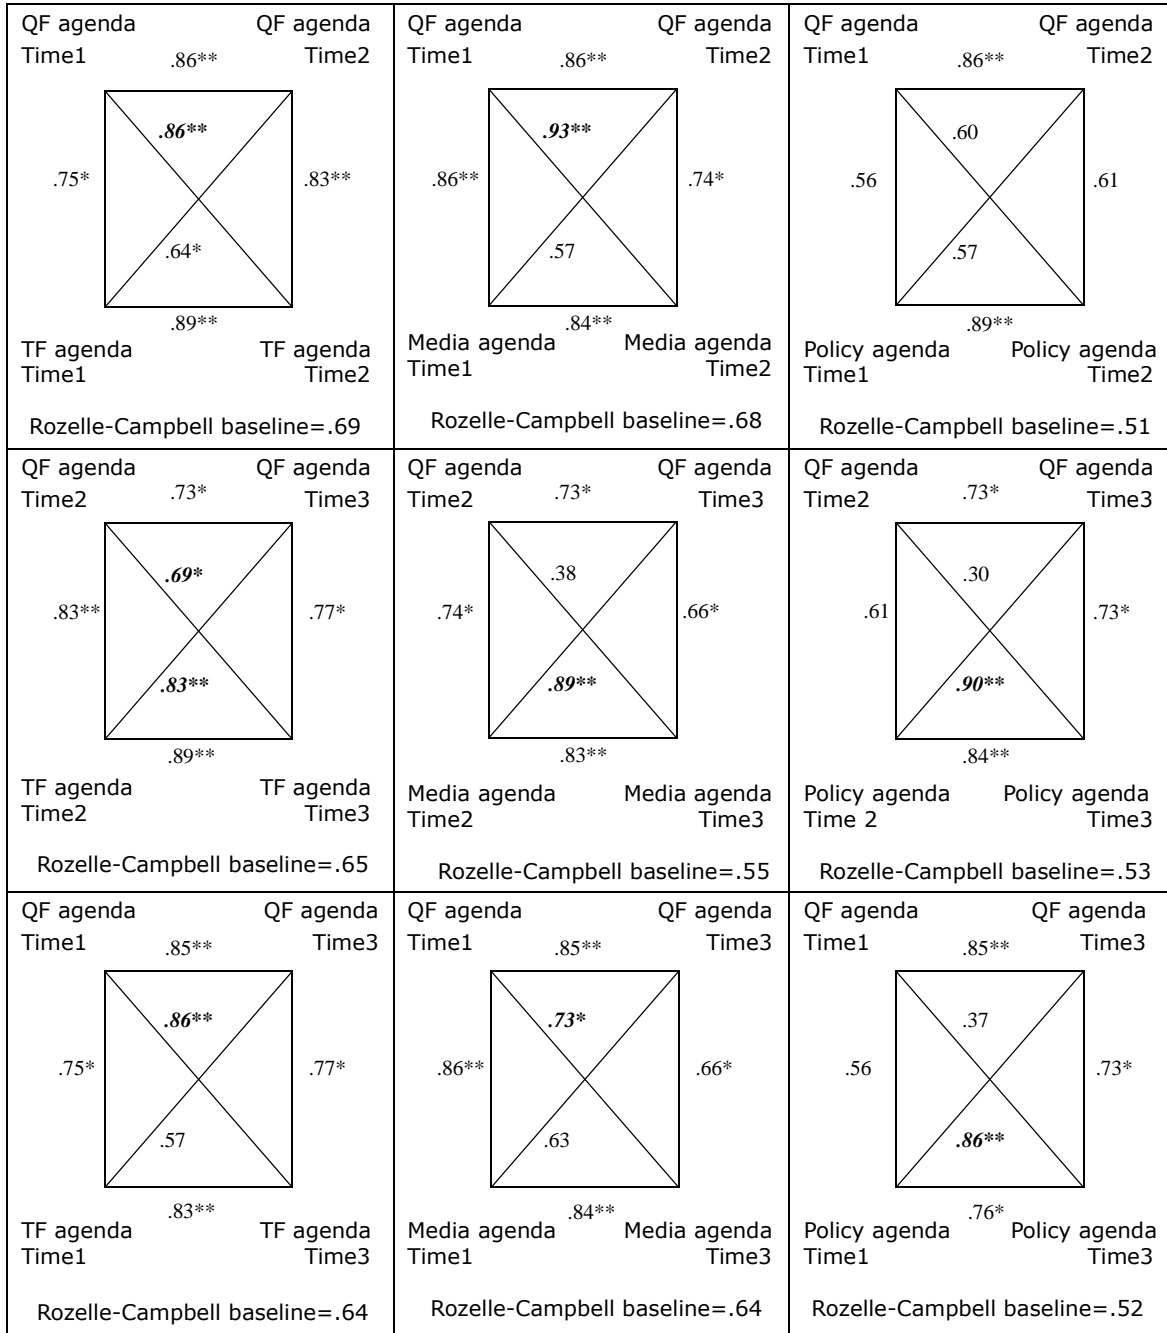 QF agenda QF agenda
Time1 .86** Time2
.86**
.75* .83**
.64*
.89**
TF agenda TF agenda
Time1 Time2
Rozelle-Campbell baseline=.69
QF agenda QF agenda
Time1 .86** Time2
.93**
.86** .74*
.57
.84**
Media agenda Media agenda
Time1 Time2
Rozelle-Campbell baseline=.68
QF agenda QF agenda
Time1 .86** Time2
.60
.56 .61
.57
.89**
Policy agenda Policy agenda
Time1 Time2
Rozelle-Campbell baseline=.51
QF agenda QF agenda
Time2 .73* Time3
.69*
.83** .77*
.83**
.89**
TF agenda TF agenda
Time2 Time3
Rozelle-Campbell baseline=.65
QF agenda QF agenda
Time2 .73* Time3
.38
.74* .66*
.89**
.83**
Media agenda Media agenda
Time2 Time3
Rozelle-Campbell baseline=.55
QF agenda QF agenda
Time2 .73* Time3
.30
.61 .73*
.90**
.84**
Policy agenda Policy agenda
Time 2 Time3
Rozelle-Campbell baseline=.53
QF agenda QF agenda
Time1 .85** Time3
.86**
.75* .77*
.57
.83**
TF agenda TF agenda
Time1 Time3
Rozelle-Campbell baseline=.64
QF agenda QF agenda
Time1 .85** Time3
.73*
.86** .66*
.63
.84**
Media agenda Media agenda
Time1 Time3
Rozelle-Campbell baseline=.64
QF agenda QF agenda
Time1 .85** Time3
.37
.56 .73*
.86**
.76*
Policy agenda Policy agenda
Time1 Time3
Rozelle-Campbell baseline=.52